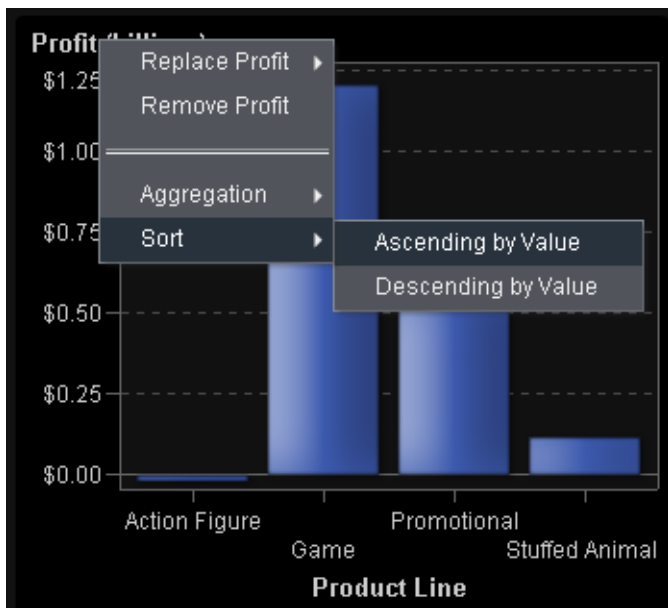 Profit
Replace Profit
Remove Profit
Aggregation
Sort
Ascending by Value
Descending by Value
$1.25
$1.00
$0.75
$0.50
$0.25
$0.00
Action Figure
Game
Promotional
Stuffed Animal
Product Line